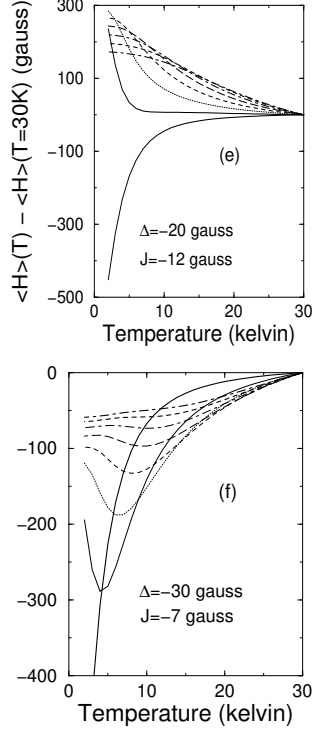 <H>(T) − <H>(T=30K) (gauss)
300
100
−100
−300
−500
(e)
Δ=−20 gauss
J=−12 gauss
0 10 20 30
Temperature (kelvin)
0
−100
−200
−300
−400
(f)
Δ=−30 gauss
J=−7 gauss
0 10 20 30
Temperature (kelvin)